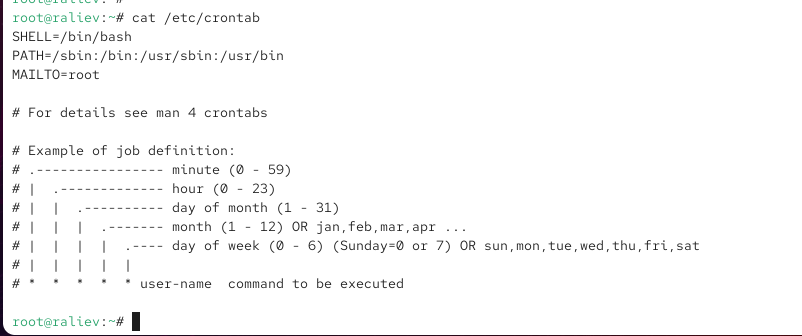 root@raliev:~#
root@raliev:~# cat /etc/crontab
SHELL=/bin/bash
PATH=/sbin:/bin:/usr/sbin:/usr/bin
MAILTO=root

# For details see man 4 crontabs

# Example of job definition:
# .---------------- minute (0 - 59)
# |  .------------- hour (0 - 23)
# |  |  .---------- day of month (1 - 31)
# |  |  |  .------- month (1 - 12) OR jan,feb,mar,apr ...
# |  |  |  |  .---- day of week (0 - 6) (Sunday=0 or 7) OR sun,mon,tue,wed,thu,fri,sat
# |  |  |  |  |
# *  *  *  *  * user-name  command to be executed

root@raliev:~#